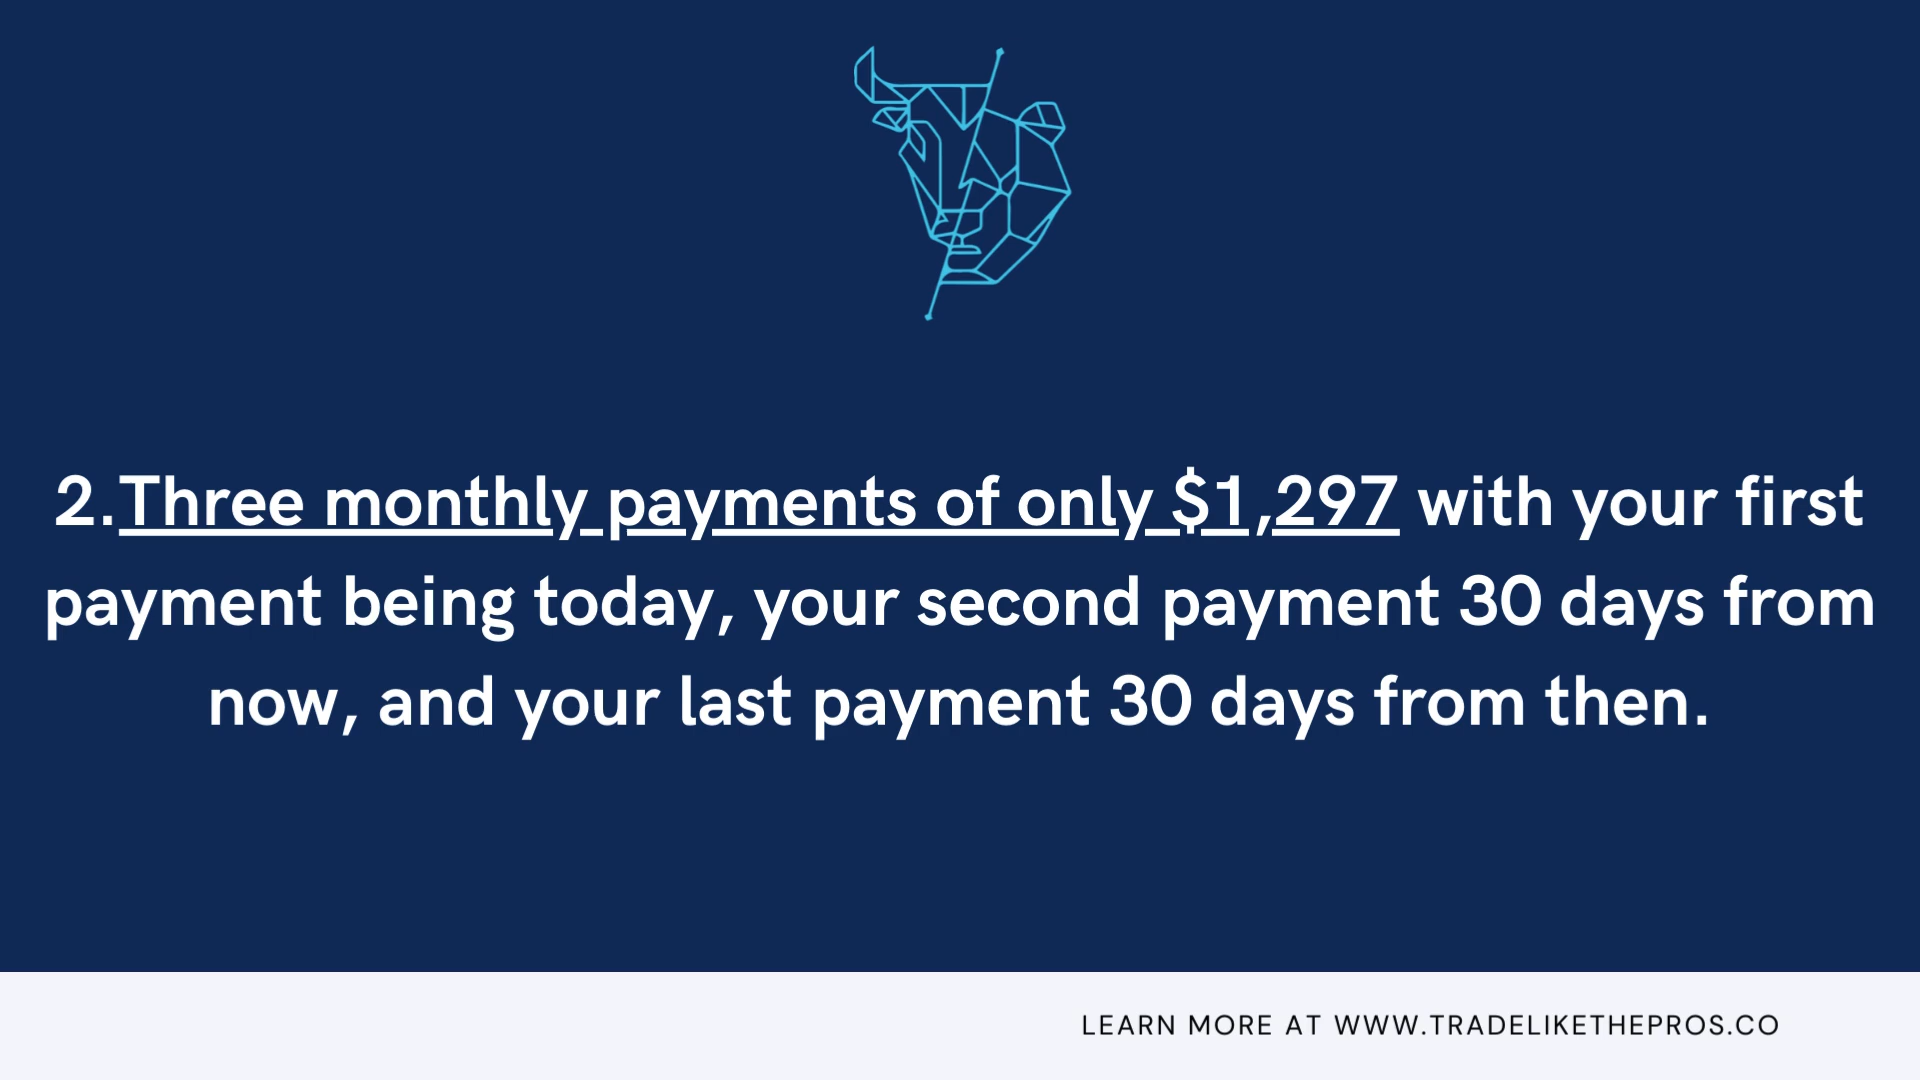 2.Three monthly payments of only $1,297 with your first
payment being today, your second payment 30 days from
now, and your last payment 30 days from then.
LEARN MORE AT WWW.TRADELIKETHEPROS.CO